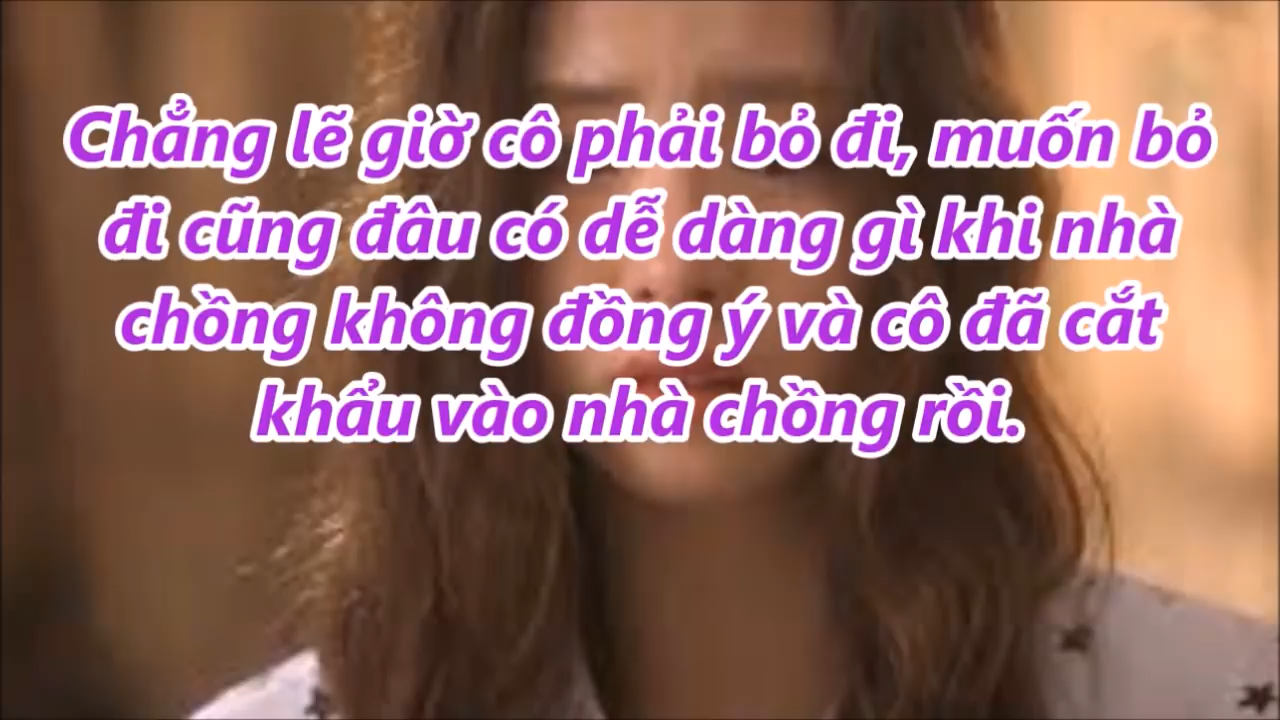 Chẳng lẽ giờ cô phải bỏ đi, muốn bỏ
đi cũng đâu có dễ dàng gì khi nhà
chồng không đồng ý và cô đã cắt
khẩu vào nhà chồng rồi.